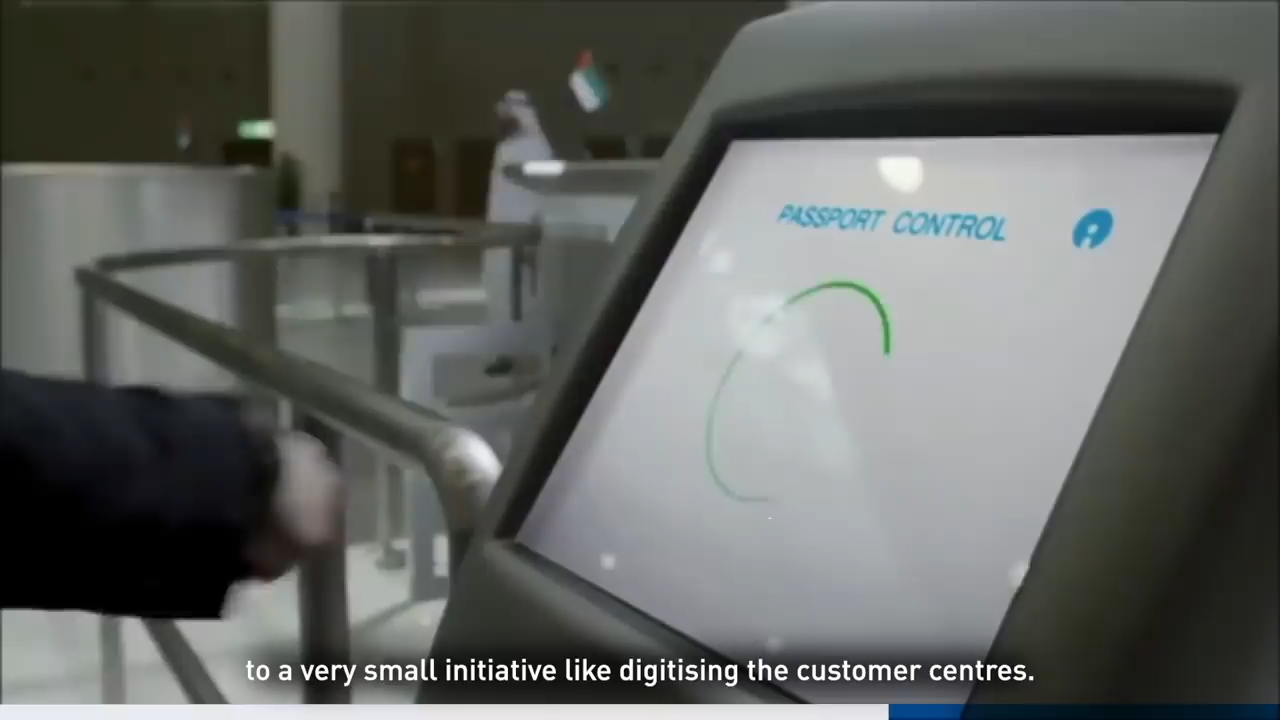 PASSPORT CONTROL
to a very small initiative like digitising the customer centres.